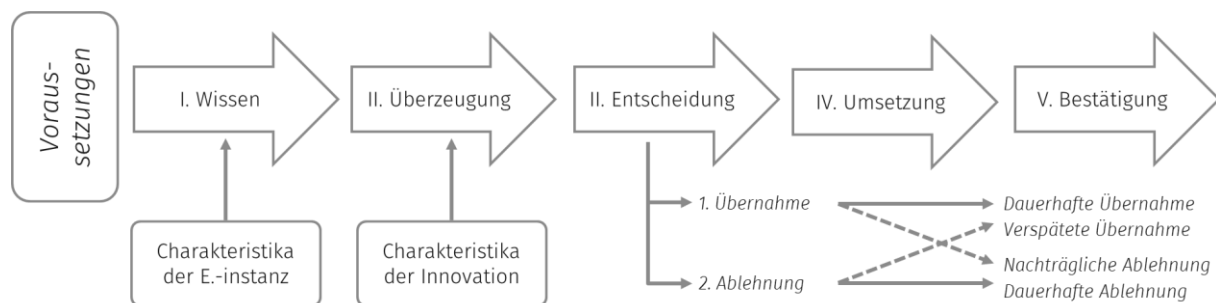 Voraus-
setzungen
I. Wissen
II. Überzeugung
II. Entscheidung
IV. Umsetzung
V. Bestätigung
Charakteristika
der E.-instanz
Charakteristika
der Innovation
1. Übernahme
2. Ablehnung
Dauerhafte Übernahme
Verspätete Übernahme
Nachträgliche Ablehnung
Dauerhafte Ablehnung